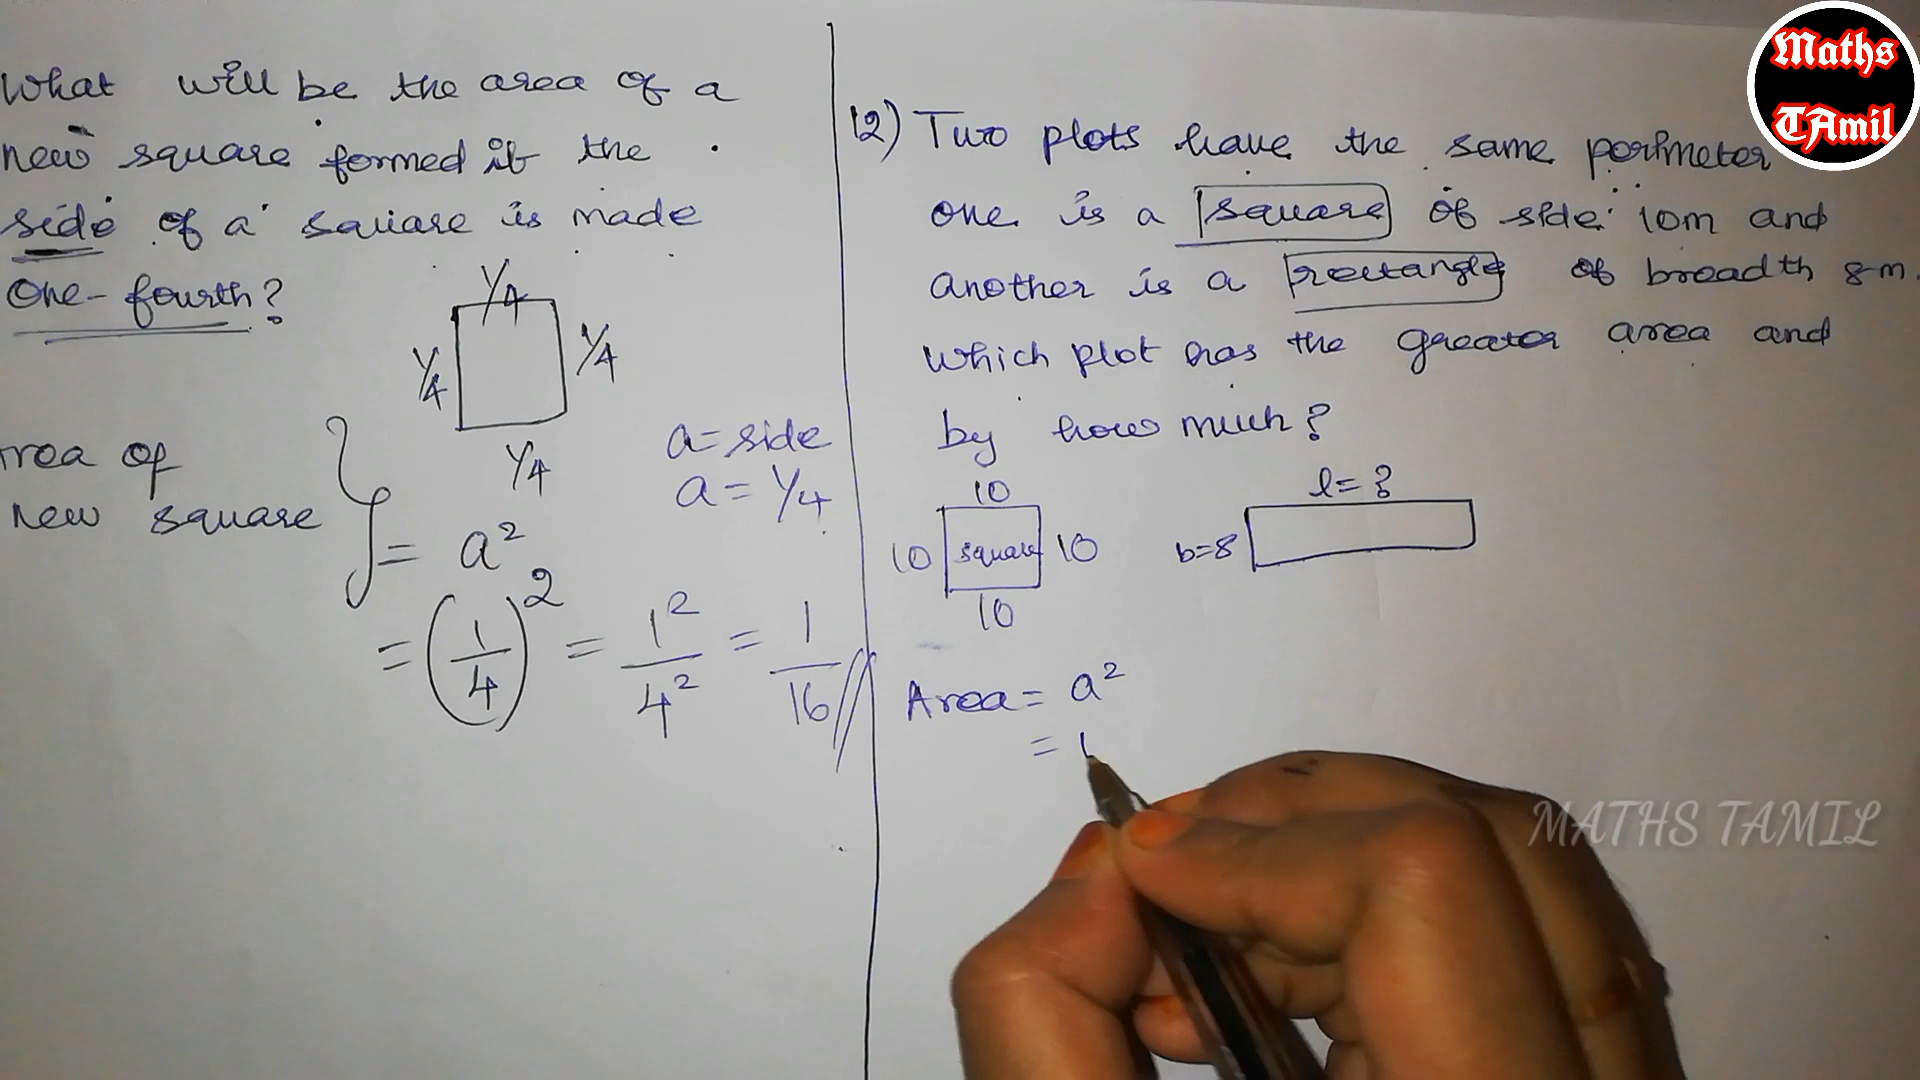 What will be the area of a
new square formed if the
side of a square is made
One-fourth?
1/4
1/4
1/4
1/4
a = side
a = 1/4
Area of
new square
= a²
= (1/4)² = 1²/4² = 1/16
12) Two plots have the same perimeter
one is a square of side 10m and
another is a rectangle of breadth 8m.
Which plot has the greater area and
by how much?
10
10 square 10
10
l = ?
b=8
Area = a²
= 1
Maths
TAmil
MATHS TAMIL